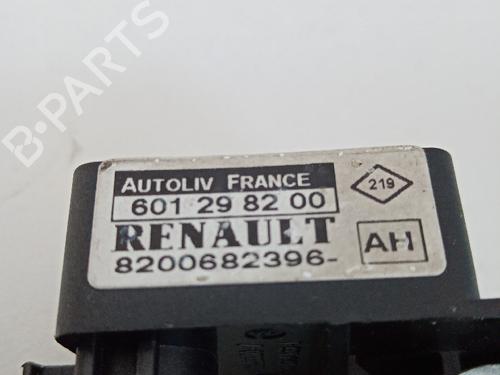 B-PARTS
AUTOLIV FRANCE
219
601 29 82 00
RENAULT
AH
8200682396-